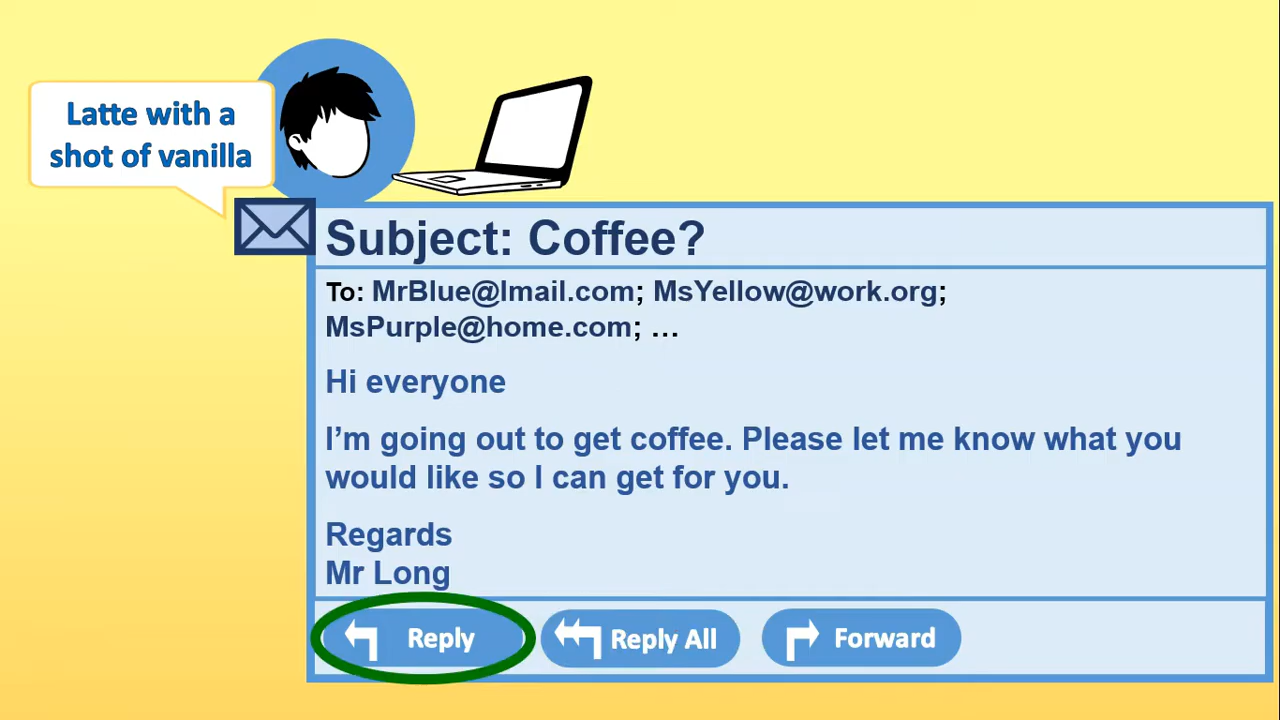 Latte with a
shot of vanilla
Subject: Coffee?
To: MrBlue@lmail.com; MsYellow@work.org;
MsPurple@home.com; …
Hi everyone
I’m going out to get coffee. Please let me know what you
would like so I can get for you.
Regards
Mr Long
Reply
Reply All
Forward